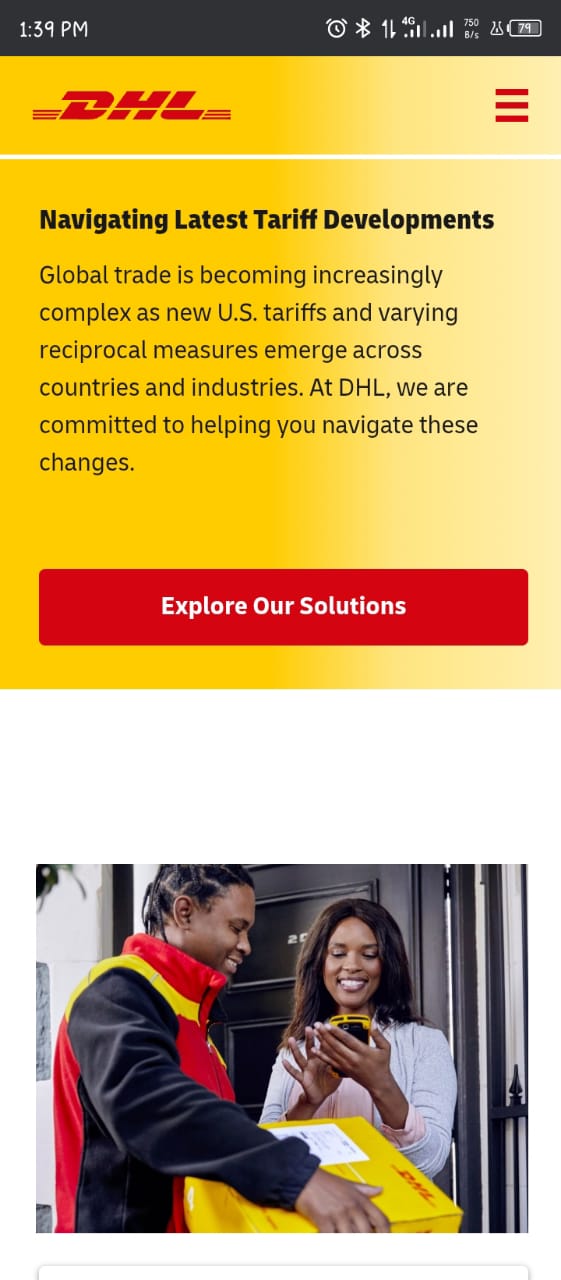 1:39 PM
4G
750
B/s
79
DHL
Navigating Latest Tariff Developments
Global trade is becoming increasingly
complex as new U.S. tariffs and varying
reciprocal measures emerge across
countries and industries. At DHL, we are
committed to helping you navigate these
changes.
Explore Our Solutions
DHL